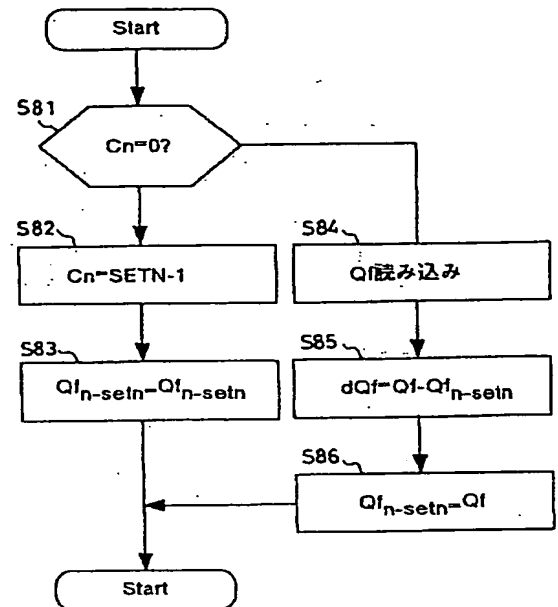 Start
S81
Cn=0?
S82
Cn=SETN-1
S83
Qfn-setn=Qfn-setn
S84
Qf読み込み
S85
dQf=Qf-Qfn-setn
S86
Qfn-setn=Qf
Start